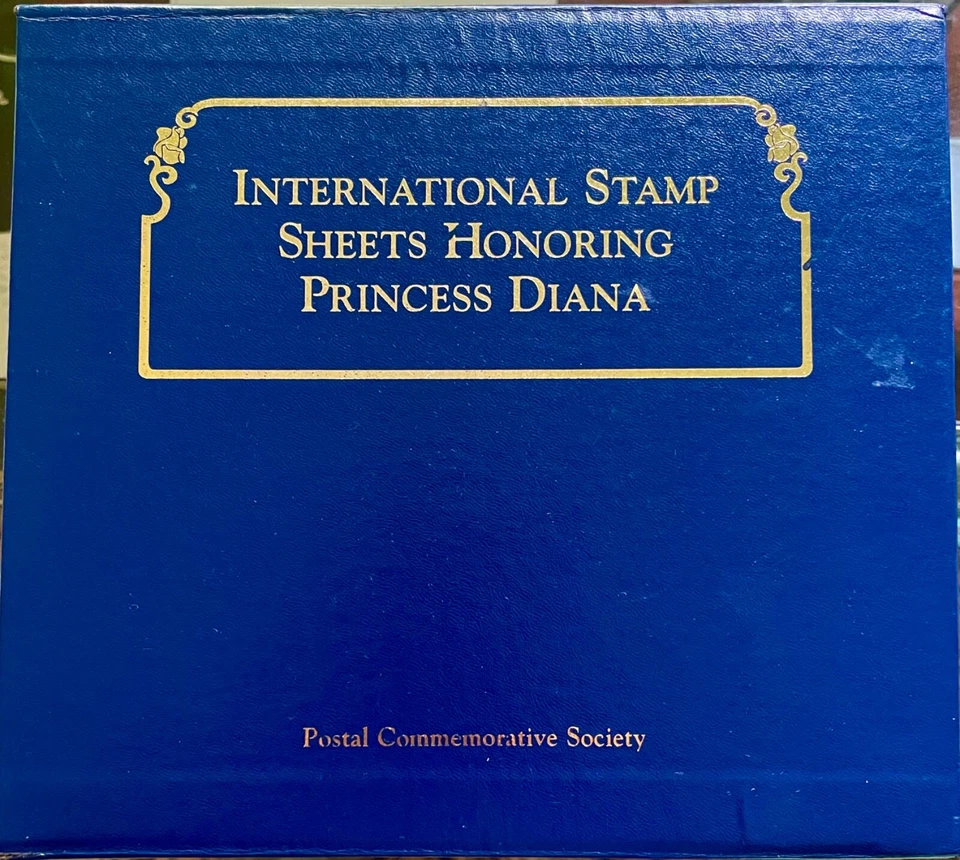 International Stamp
Sheets Honoring
Princess Diana
Postal Commemorative Society